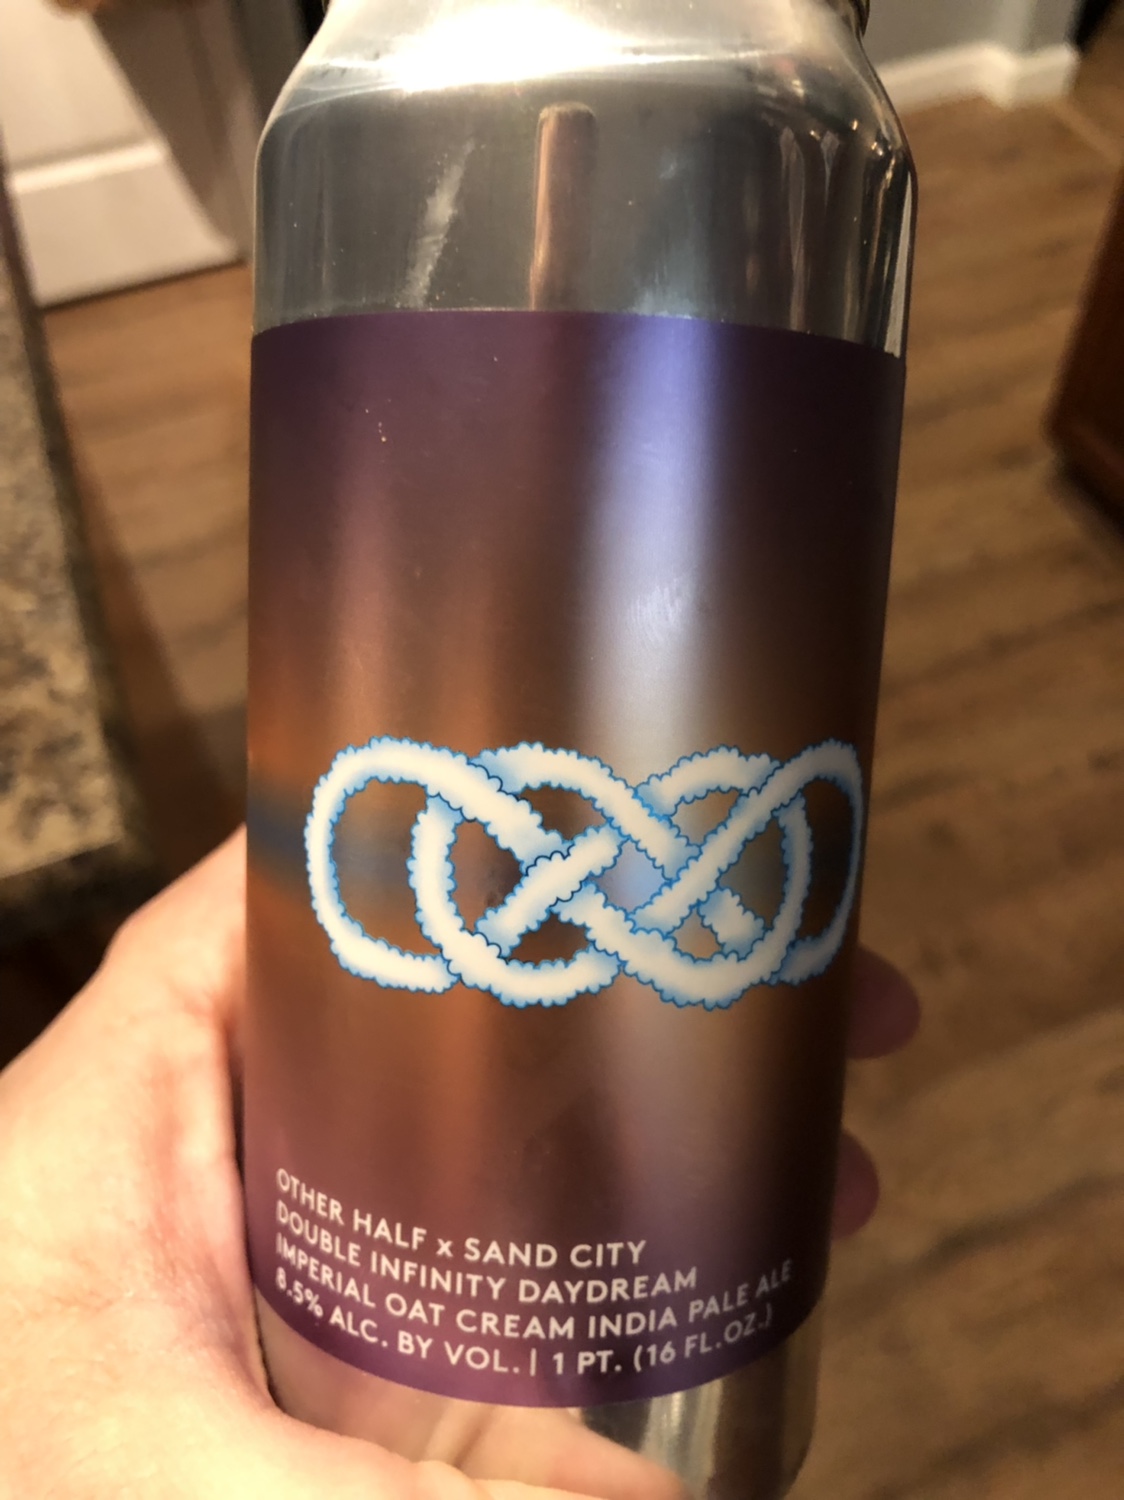 OTHER HALF x SAND CITY
DOUBLE INFINITY DAYDREAM
IMPERIAL OAT CREAM INDIA PALE ALE
8.5% ALC. BY VOL. | 1 PT. (16 FL.OZ.)